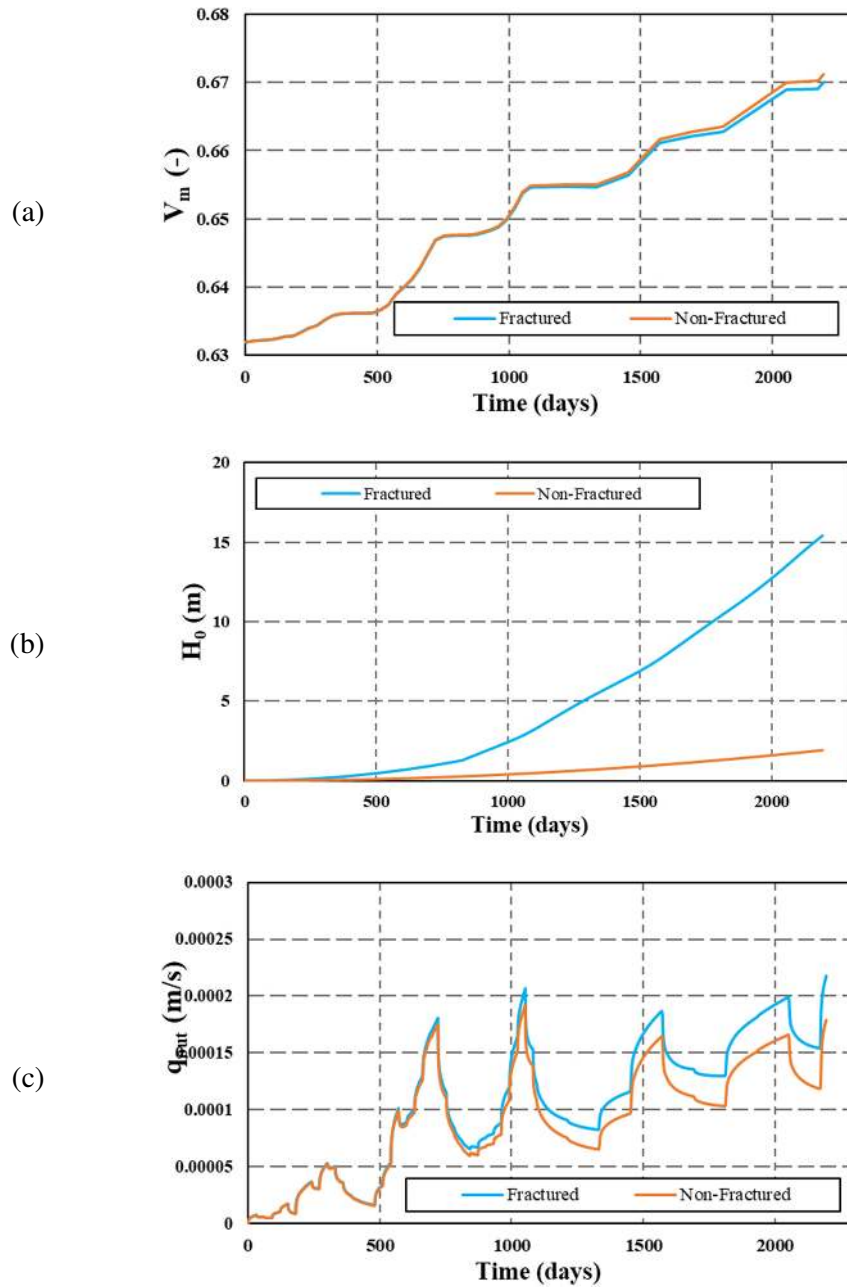 (a)
V_m (-)
0.68
0.67
0.66
0.65
0.64
0.63
Fractured Non-Fractured
0 500 1000 1500 2000
Time (days)
(b)
H_0 (m)
20
15
10
5
0
Fractured Non-Fractured
0 500 1000 1500 2000
Time (days)
(c)
(m/s)
0.0003
0.00025
0.0002
0.00015
0.0001
0.00005
0
Fractured Non-Fractured
0 500 1000 1500 2000
Time (days)